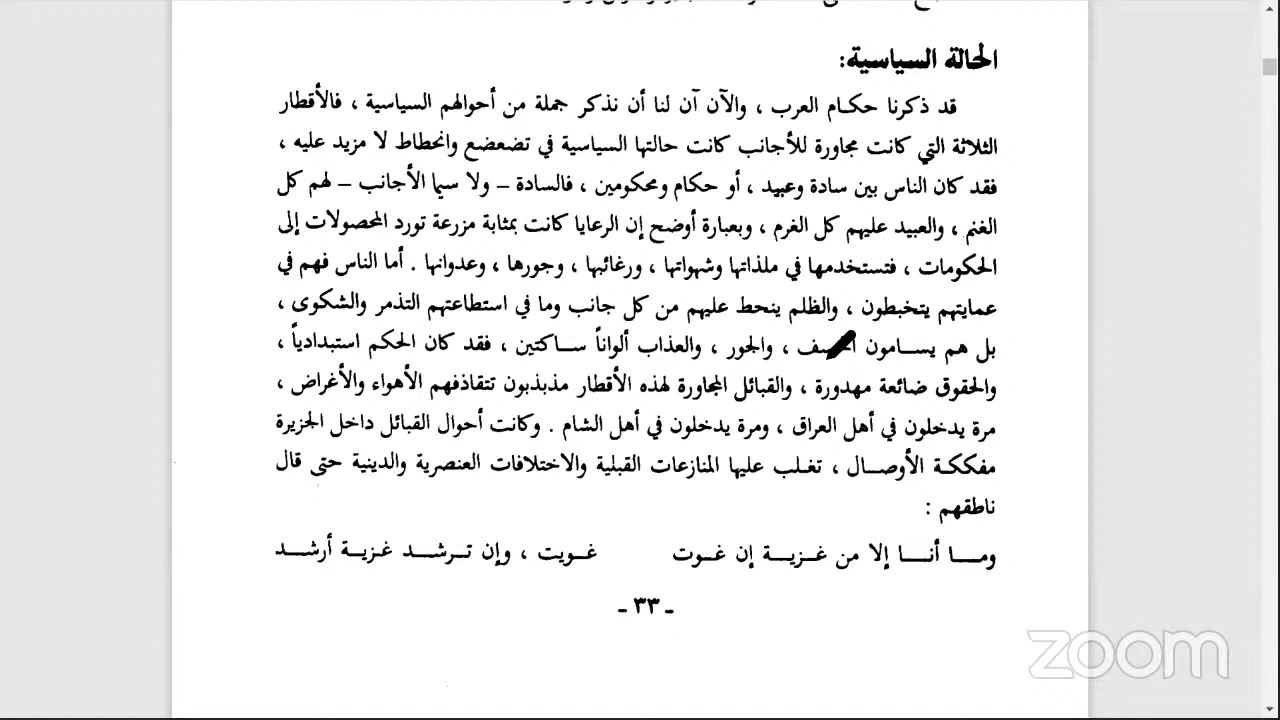 الحالة السياسية:
قد ذكرنا حكام العرب ، والآن آن لنا أن نذكر جملة من أحوالهم السياسية ، فالأقطار
الثلاثة التي كانت مجاورة للأجانب كانت حالتها السياسية في تضعضع وانحطاط لا مزيد عليه ،
فقد كان الناس بين سادة وعبيد ، أو حكام ومحكومين ، فالسادة – ولا سيما الأجانب – لهم كل
الغنم ، والعبيد عليهم كل الغرم ، وبعبارة أوضح إن الرعايا كانت بمثابة مزرعة تورد المحصولات إلى
الحكومات ، فتستخدمها في ملذاتها وشهواتها ، ورغائبها ، وجورها ، وعدوانها . أما الناس فهم في
عمايتهم يتخبطون ، والظلم ينحط عليهم من كل جانب وما في استطاعتهم التذمر والشكوى ،
بل هم يسامون ، والجور ، والعذاب ألواناً ساكتين ، فقد كان الحكم استبدادياً ،
والحقوق ضائعة مهدورة ، والقبائل المجاورة لهذه الأقطار مذبذبون تتقاذفهم الأهواء والأغراض ،
مرة يدخلون في أهل العراق ، ومرة يدخلون في أهل الشام . وكانت أحوال القبائل داخل الجزيرة
مفككة الأوصال ، تغلب عليها المنازعات القبلية والاختلافات العنصرية والدينية حتى قال
ناطقهم :
وما أنا إلا من غزية إن غوت غويت ، وإن ترشد غزية أرشد
- ٣٣ -
zoom